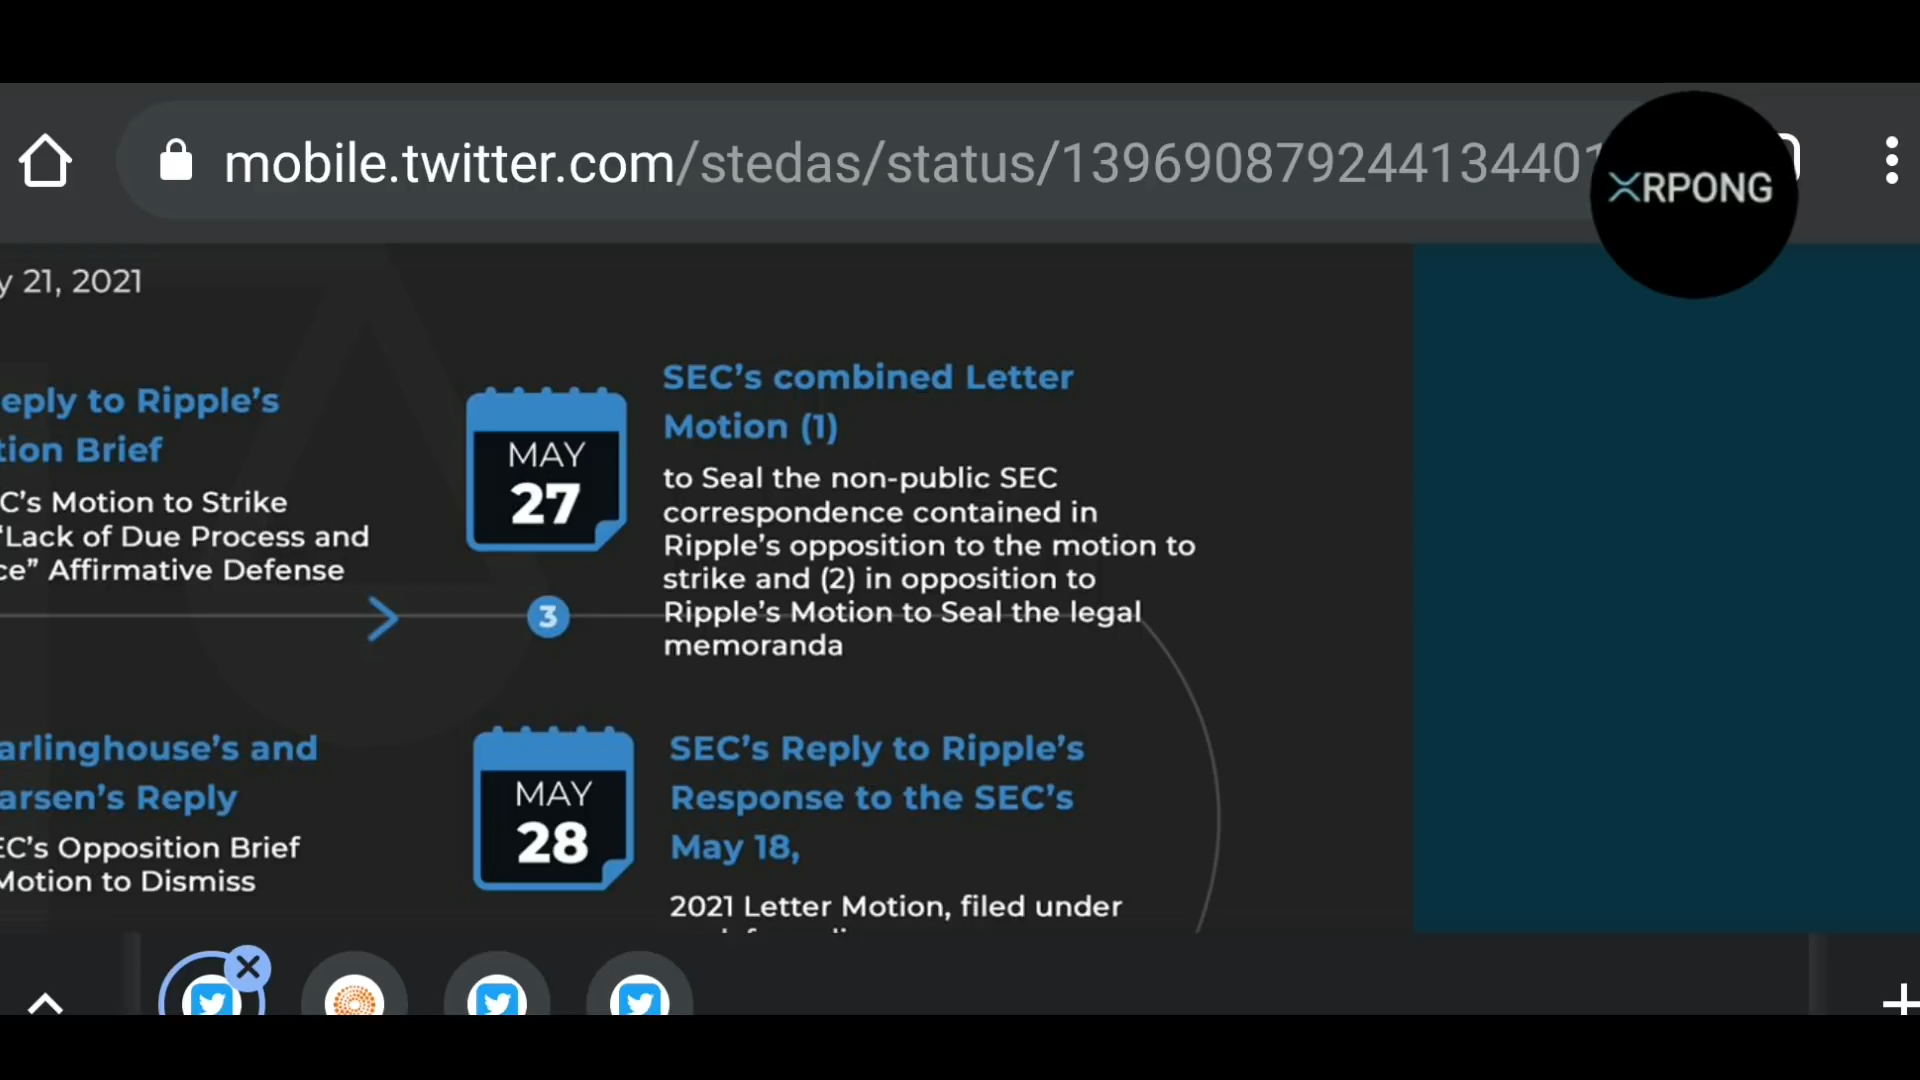 mobile.twitter.com/stedas/status/139690879244134401
XRPONG
21, 2021
eply to Ripple's
tion Brief
C's Motion to Strike
"Lack of Due Process and
ce" Affirmative Defense
MAY
27
SEC's combined Letter
Motion (1)
to Seal the non-public SEC
correspondence contained in
Ripple's opposition to the motion to
strike and (2) in opposition to
Ripple's Motion to Seal the legal
memoranda
3
arlinghouse's and
arsen's Reply
EC's Opposition Brief
Motion to Dismiss
MAY
28
SEC's Reply to Ripple's
Response to the SEC's
May 18,
2021 Letter Motion, filed under